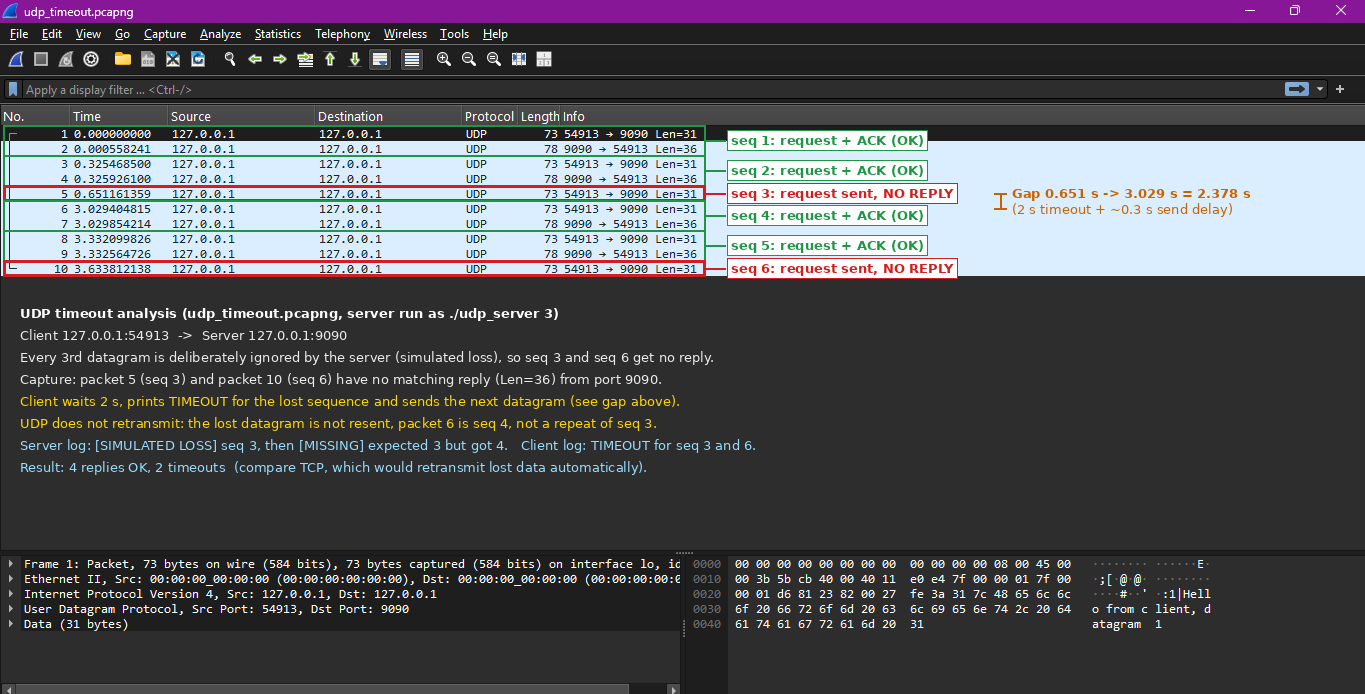 udp_timeout.pcapng
File Edit View Go Capture Analyze Statistics Telephony Wireless Tools Help
Apply a display filter ... <Ctrl-/>
No. Time Source Destination Protocol Length Info
1 0.000000000 127.0.0.1 127.0.0.1 UDP 73 54913 → 9090 Len=31
2 0.000558241 127.0.0.1 127.0.0.1 UDP 78 9090 → 54913 Len=36
seq 1: request + ACK (OK)
3 0.325468500 127.0.0.1 127.0.0.1 UDP 73 54913 → 9090 Len=31
4 0.325926100 127.0.0.1 127.0.0.1 UDP 78 9090 → 54913 Len=36
seq 2: request + ACK (OK)
5 0.651161359 127.0.0.1 127.0.0.1 UDP 73 54913 → 9090 Len=31
seq 3: request sent, NO REPLY
Gap 0.651 s -> 3.029 s = 2.378 s
(2 s timeout + ~0.3 s send delay)
6 3.029404815 127.0.0.1 127.0.0.1 UDP 73 54913 → 9090 Len=31
7 3.029854214 127.0.0.1 127.0.0.1 UDP 78 9090 → 54913 Len=36
seq 4: request + ACK (OK)
8 3.332099826 127.0.0.1 127.0.0.1 UDP 73 54913 → 9090 Len=31
9 3.332564726 127.0.0.1 127.0.0.1 UDP 78 9090 → 54913 Len=36
seq 5: request + ACK (OK)
10 3.633812138 127.0.0.1 127.0.0.1 UDP 73 54913 → 9090 Len=31
seq 6: request sent, NO REPLY
UDP timeout analysis (udp_timeout.pcapng, server run as ./udp_server 3)
Client 127.0.0.1:54913 -> Server 127.0.0.1:9090
Every 3rd datagram is deliberately ignored by the server (simulated loss), so seq 3 and seq 6 get no reply.
Capture: packet 5 (seq 3) and packet 10 (seq 6) have no matching reply (Len=36) from port 9090.
Client waits 2 s, prints TIMEOUT for the lost sequence and sends the next datagram (see gap above).
UDP does not retransmit: the lost datagram is not resent, packet 6 is seq 4, not a repeat of seq 3.
Server log: [SIMULATED LOSS] seq 3, then [MISSING] expected 3 but got 4. Client log: TIMEOUT for seq 3 and 6.
Result: 4 replies OK, 2 timeouts (compare TCP, which would retransmit lost data automatically).
Frame 1: Packet, 73 bytes on wire (584 bits), 73 bytes captured (584 bits) on interface lo, id
Ethernet II, Src: 00:00:00_00:00:00 (00:00:00:00:00:00), Dst: 00:00:00_00:00:00 (00:00:00:00:0
Internet Protocol Version 4, Src: 127.0.0.1, Dst: 127.0.0.1
User Datagram Protocol, Src Port: 54913, Dst Port: 9090
Data (31 bytes)
0000 00 00 00 00 00 00 00 00 00 00 00 00 08 00 45 00 ········ ······E·
0010 00 3b 5b cb 40 00 40 11 e0 e4 7f 00 00 01 7f 00 ·;[·@·@· ········
0020 00 01 d6 81 23 82 00 27 fe 3a 31 7c 48 65 6c 6c ····#··' ·:1|Hell
0030 6f 20 66 72 6f 6d 20 63 6c 69 65 6e 74 2c 20 64 o from c lient, d
0040 61 74 61 67 72 61 6d 20 31 atagram 1